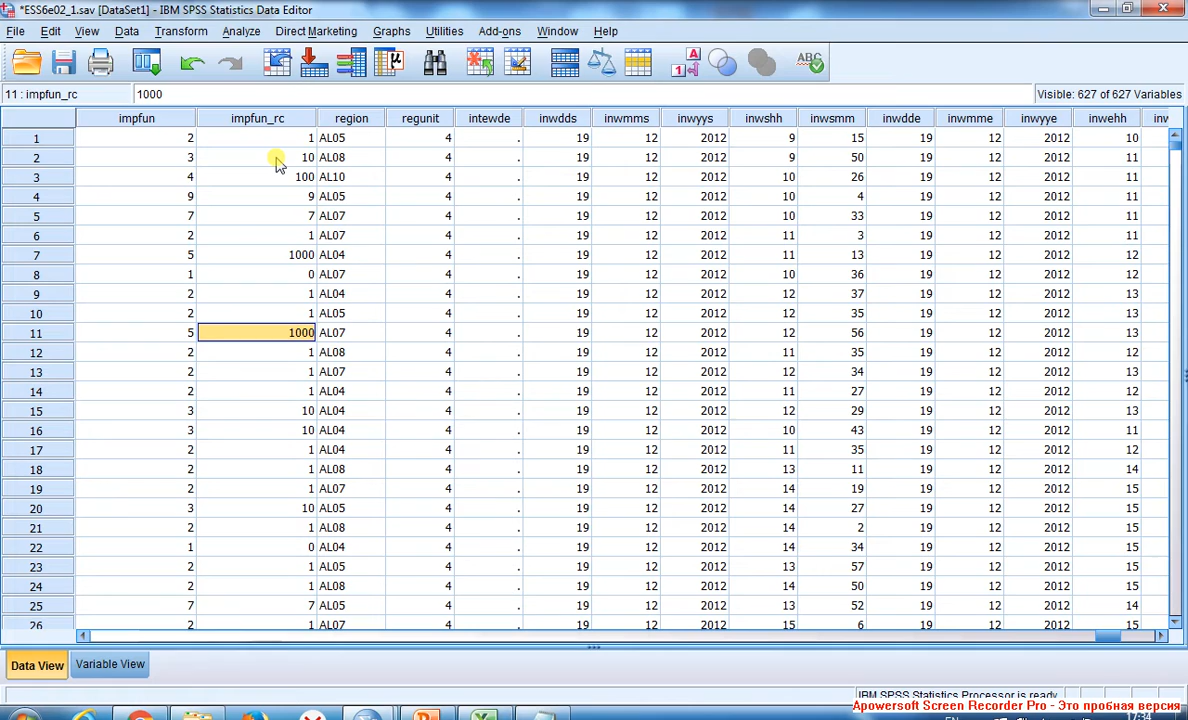 *ESS6e02_1.sav [DataSet1] - IBM SPSS Statistics Data Editor
File Edit View Data Transform Analyze Direct Marketing Graphs Utilities Add-ons Window Help
11 : impfun_rc 1000 Visible: 627 of 627 Variables
impfun impfun_rc region regunit intewde inwdds inwmms inwyys inwshh inwsmm inwdde inwmme inwyye inwehh inw
1 2 1 AL05 4 . 19 12 2012 9 15 19 12 2012 10
2 3 10 AL08 4 . 19 12 2012 9 50 19 12 2012 11
3 4 100 AL10 4 . 19 12 2012 10 26 19 12 2012 11
4 9 9 AL05 4 . 19 12 2012 10 4 19 12 2012 11
5 7 7 AL07 4 . 19 12 2012 10 33 19 12 2012 11
6 2 1 AL07 4 . 19 12 2012 11 3 19 12 2012 11
7 5 1000 AL04 4 . 19 12 2012 11 13 19 12 2012 12
8 1 0 AL07 4 . 19 12 2012 10 36 19 12 2012 12
9 2 1 AL04 4 . 19 12 2012 12 37 19 12 2012 13
10 2 1 AL05 4 . 19 12 2012 12 35 19 12 2012 13
11 5 1000 AL07 4 . 19 12 2012 12 56 19 12 2012 13
12 2 1 AL08 4 . 19 12 2012 11 35 19 12 2012 12
13 2 1 AL07 4 . 19 12 2012 12 34 19 12 2012 13
14 2 1 AL04 4 . 19 12 2012 11 27 19 12 2012 12
15 3 10 AL04 4 . 19 12 2012 12 29 19 12 2012 13
16 3 10 AL04 4 . 19 12 2012 10 43 19 12 2012 11
17 2 1 AL04 4 . 19 12 2012 11 35 19 12 2012 12
18 2 1 AL08 4 . 19 12 2012 13 11 19 12 2012 14
19 2 1 AL07 4 . 19 12 2012 14 19 19 12 2012 15
20 3 10 AL05 4 . 19 12 2012 14 27 19 12 2012 15
21 2 1 AL08 4 . 19 12 2012 14 2 19 12 2012 15
22 1 0 AL04 4 . 19 12 2012 14 34 19 12 2012 15
23 2 1 AL05 4 . 19 12 2012 13 57 19 12 2012 15
24 2 1 AL08 4 . 19 12 2012 14 50 19 12 2012 15
25 7 7 AL05 4 . 19 12 2012 13 52 19 12 2012 14
26 2 1 AL07 4 . 19 12 2012 15 6 19 12 2012 15
Data View Variable View
IBM SPSS Statistics Processor is ready
Apowersoft Screen Recorder Pro - Это пробная версия
EN 17:34